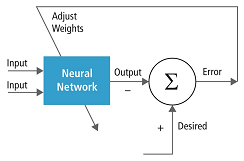 Adjust
Weights
Input
Input
Neural
Network
Output
−
Σ
Error
+
Desired